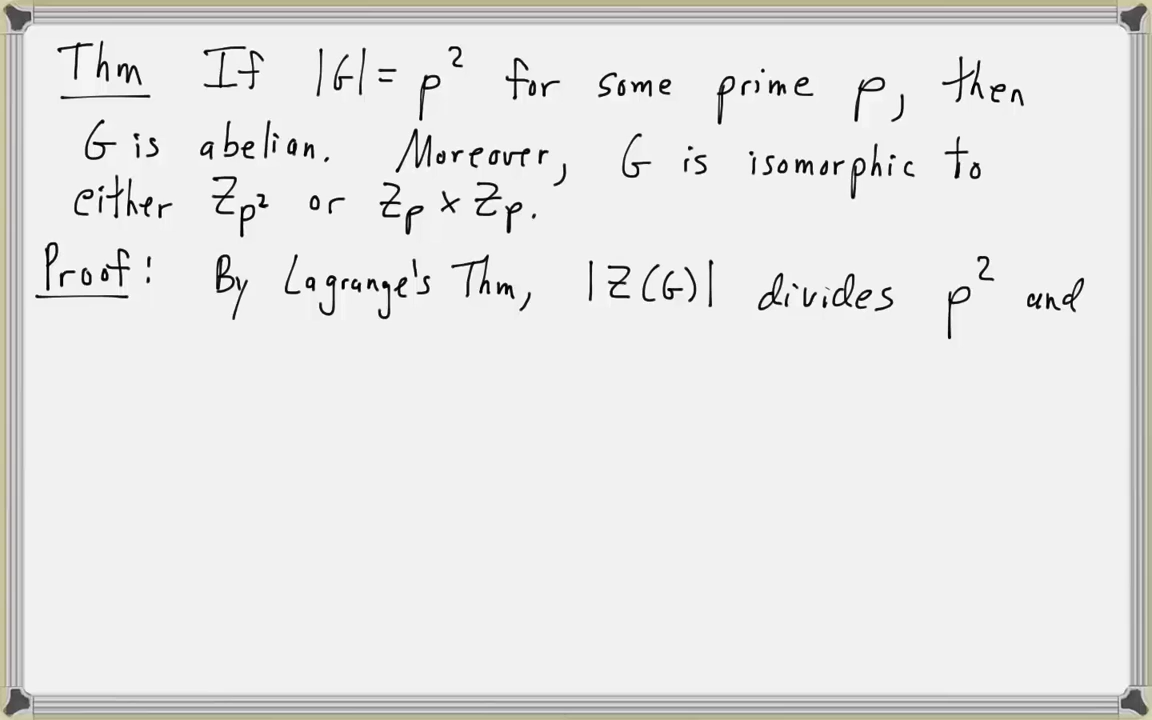 Thm If |G| = p² for some prime p, then
G is abelian. Moreover, G is isomorphic to
either Zp² or Zp × Zp.
Proof: By Lagrange's Thm, |Z(G)| divides p² and